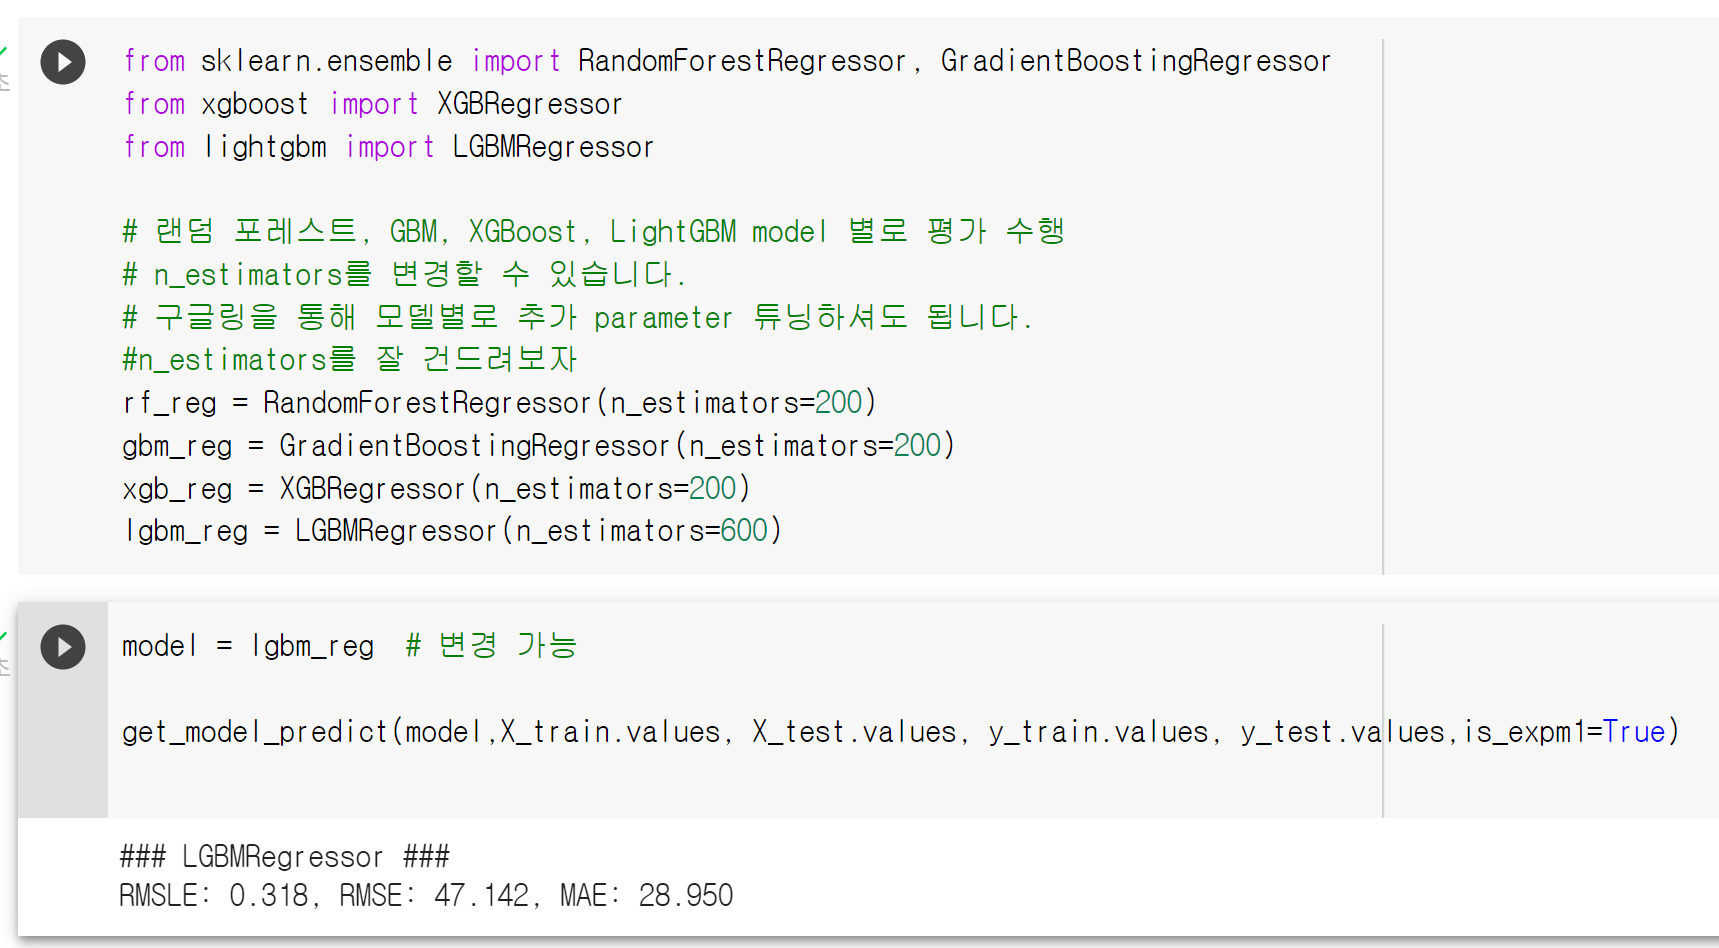 from sklearn.ensemble import RandomForestRegressor, GradientBoostingRegressor
from xgboost import XGBRegressor
from lightgbm import LGBMRegressor
# 랜덤 포레스트, GBM, XGBoost, LightGBM model 별로 평가 수행
# n_estimators를 변경할 수 있습니다.
# 구글링을 통해 모델별로 추가 parameter 튜닝하셔도 됩니다.
#n_estimators를 잘 건드려보자
rf_reg = RandomForestRegressor(n_estimators=200)
gbm_reg = GradientBoostingRegressor(n_estimators=200)
xgb_reg = XGBRegressor(n_estimators=200)
lgbm_reg = LGBMRegressor(n_estimators=600)
model = lgbm_reg  # 변경 가능
get_model_predict(model,X_train.values, X_test.values, y_train.values, y_test.values,is_expm1=True)
### LGBMRegressor ###
RMSLE: 0.318, RMSE: 47.142, MAE: 28.950